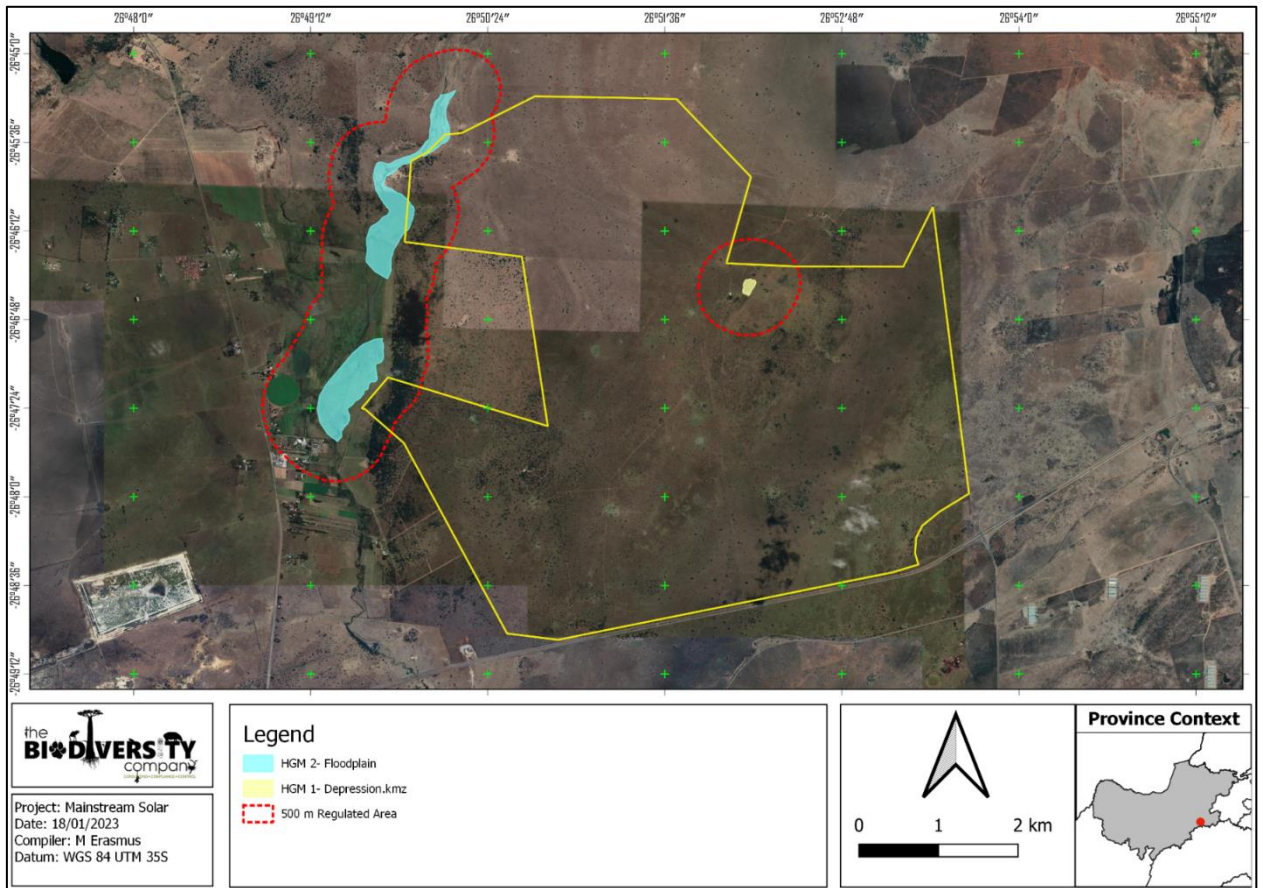 26°48'0" 26°49'12" 26°50'24" 26°51'36" 26°52'48" 26°54'0" 26°55'12"
-26°45'0"
-26°45'36"
-26°46'12"
-26°46'48"
-26°47'24"
-26°48'0"
-26°48'36"
-26°49'12"
the
BIODIVERSITY
company
Project: Mainstream Solar
Date: 18/01/2023
Compiler: M Erasmus
Datum: WGS 84 UTM 35S
Legend
HGM 2- Floodplain
HGM 1- Depression.kmz
500 m Regulated Area
0 1 2 km
Province Context